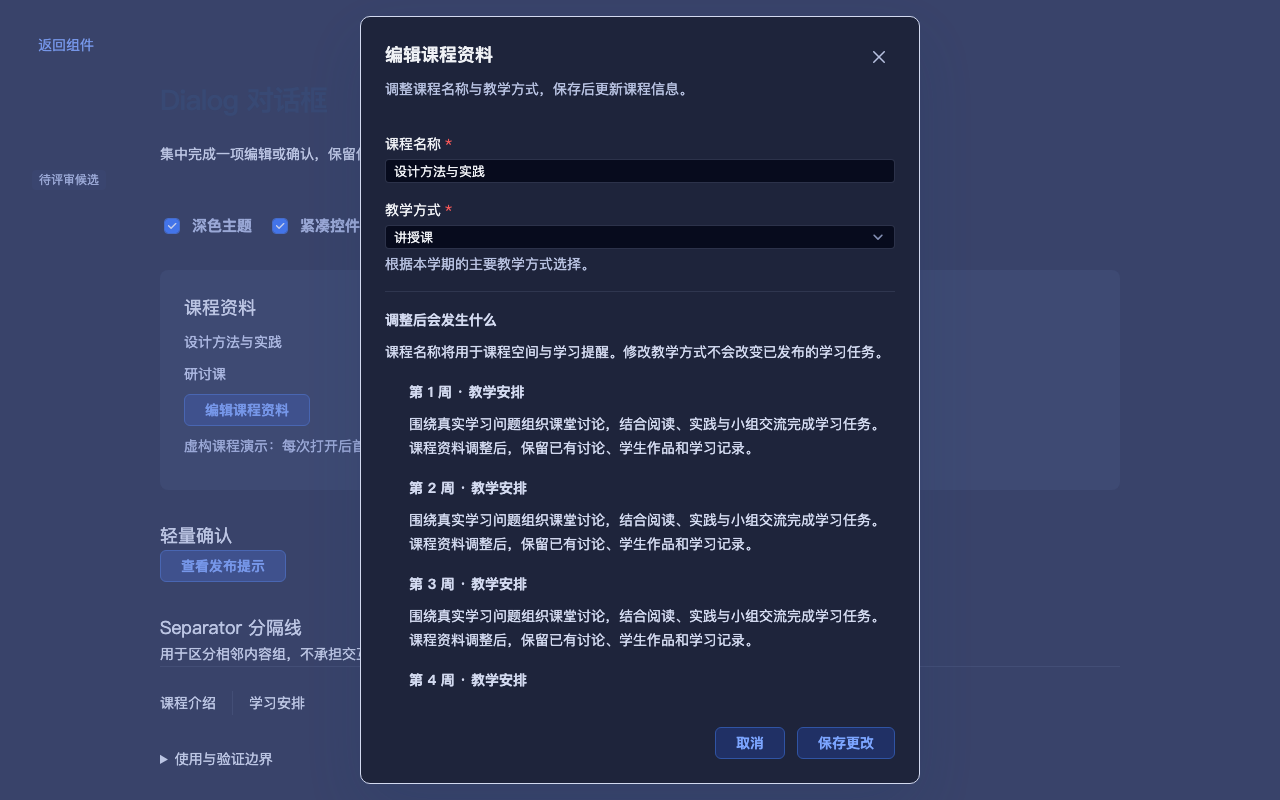 返回组件
Dialog 对话框
集中完成一项编辑或确认，保留
待评审候选
深色主题
紧凑控件
课程资料
设计方法与实践
研讨课
编辑课程资料
虚构课程演示：每次打开后
轻量确认
查看发布提示
Separator 分隔线
用于区分相邻内容组，不承担交
课程介绍
学习安排
使用与验证边界
编辑课程资料
调整课程名称与教学方式，保存后更新课程信息。
课程名称 *
设计方法与实践
教学方式 *
讲授课
根据本学期的主要教学方式选择。
调整后会发生什么
课程名称将用于课程空间与学习提醒。修改教学方式不会改变已发布的学习任务。
第 1 周 · 教学安排
围绕真实学习问题组织课堂讨论，结合阅读、实践与小组交流完成学习任务。
课程资料调整后，保留已有讨论、学生作品和学习记录。
第 2 周 · 教学安排
围绕真实学习问题组织课堂讨论，结合阅读、实践与小组交流完成学习任务。
课程资料调整后，保留已有讨论、学生作品和学习记录。
第 3 周 · 教学安排
围绕真实学习问题组织课堂讨论，结合阅读、实践与小组交流完成学习任务。
课程资料调整后，保留已有讨论、学生作品和学习记录。
第 4 周 · 教学安排
取消
保存更改